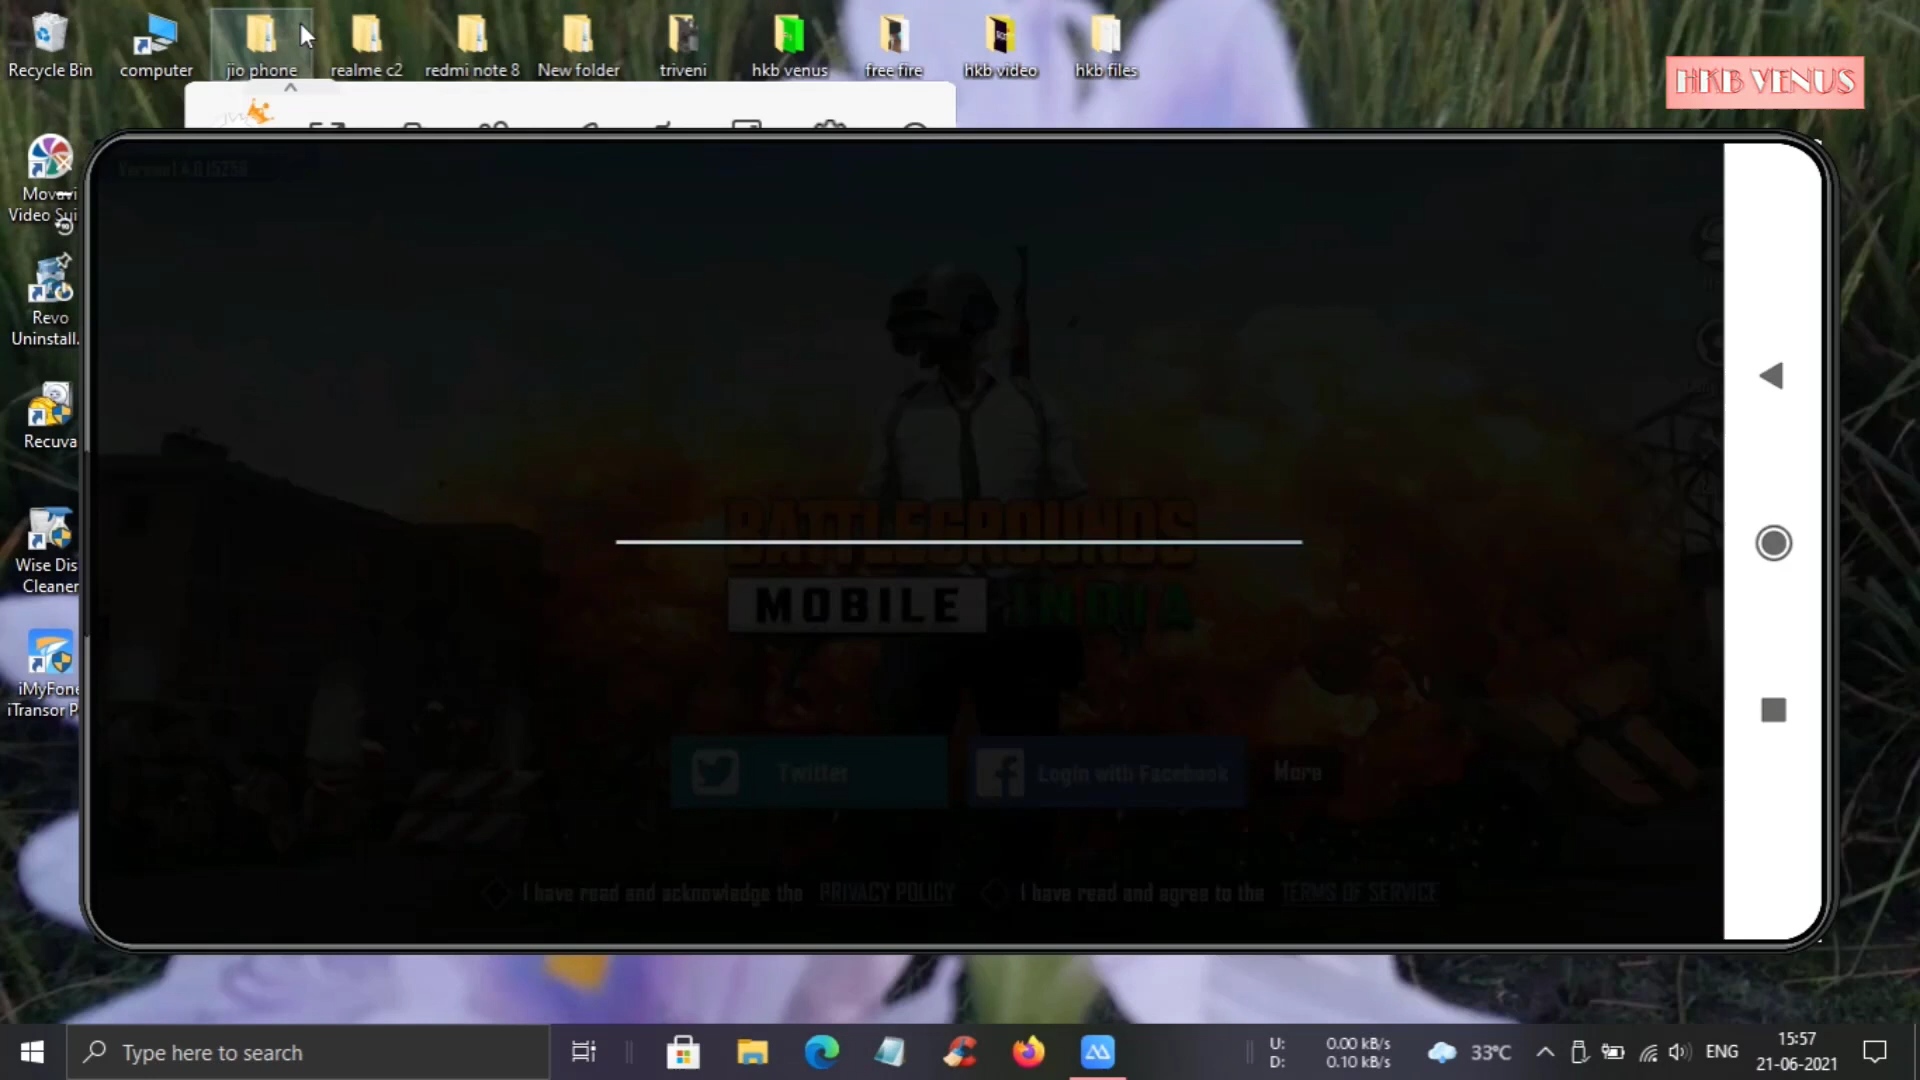 Recycle Bin
computer
jio phone
realme c2
redmi note 8
New folder
triveni
hkb venus
free fire
hkb video
hkb files
HKB VENUS
Movavi
Video Sui
Revo
Uninstall.
Recuva
Wise Dis
Cleaner
iMyFone
iTransor P
BATTLEGROUNDS
MOBILE INDIA
Twitter
Login with Facebook
More
I have read and acknowledge the PRIVACY POLICY
I have read and agree to the TERMS OF SERVICE
Type here to search
U: 0.00 kB/s
D: 0.10 kB/s
33°C
ENG
15:57
21-06-2021